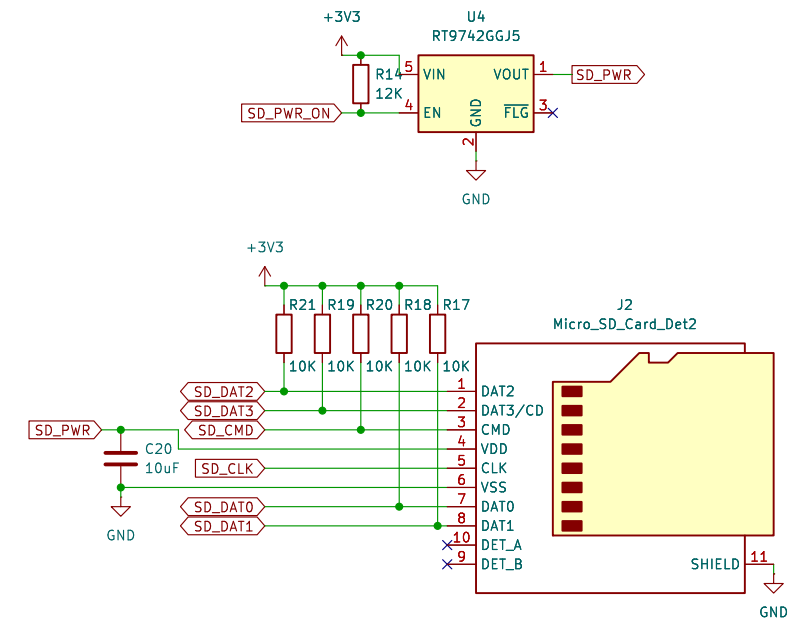 +3V3
U4
RT9742GGJ5
R14
12K
5 VIN
VOUT 1
SD_PWR
SD_PWR_ON
4 EN
GND
FLG 3
2
GND
+3V3
R21 R19 R20 R18 R17
10K 10K 10K 10K 10K
J2
Micro_SD_Card_Det2
SD_DAT2 1 DAT2
SD_DAT3 2 DAT3/CD
SD_PWR SD_CMD 3 CMD
C20 4 VDD
10uF SD_CLK 5 CLK
6 VSS
SD_DAT0 7 DAT0
SD_DAT1 8 DAT1
GND
10 DET_A
9 DET_B
SHIELD 11
GND